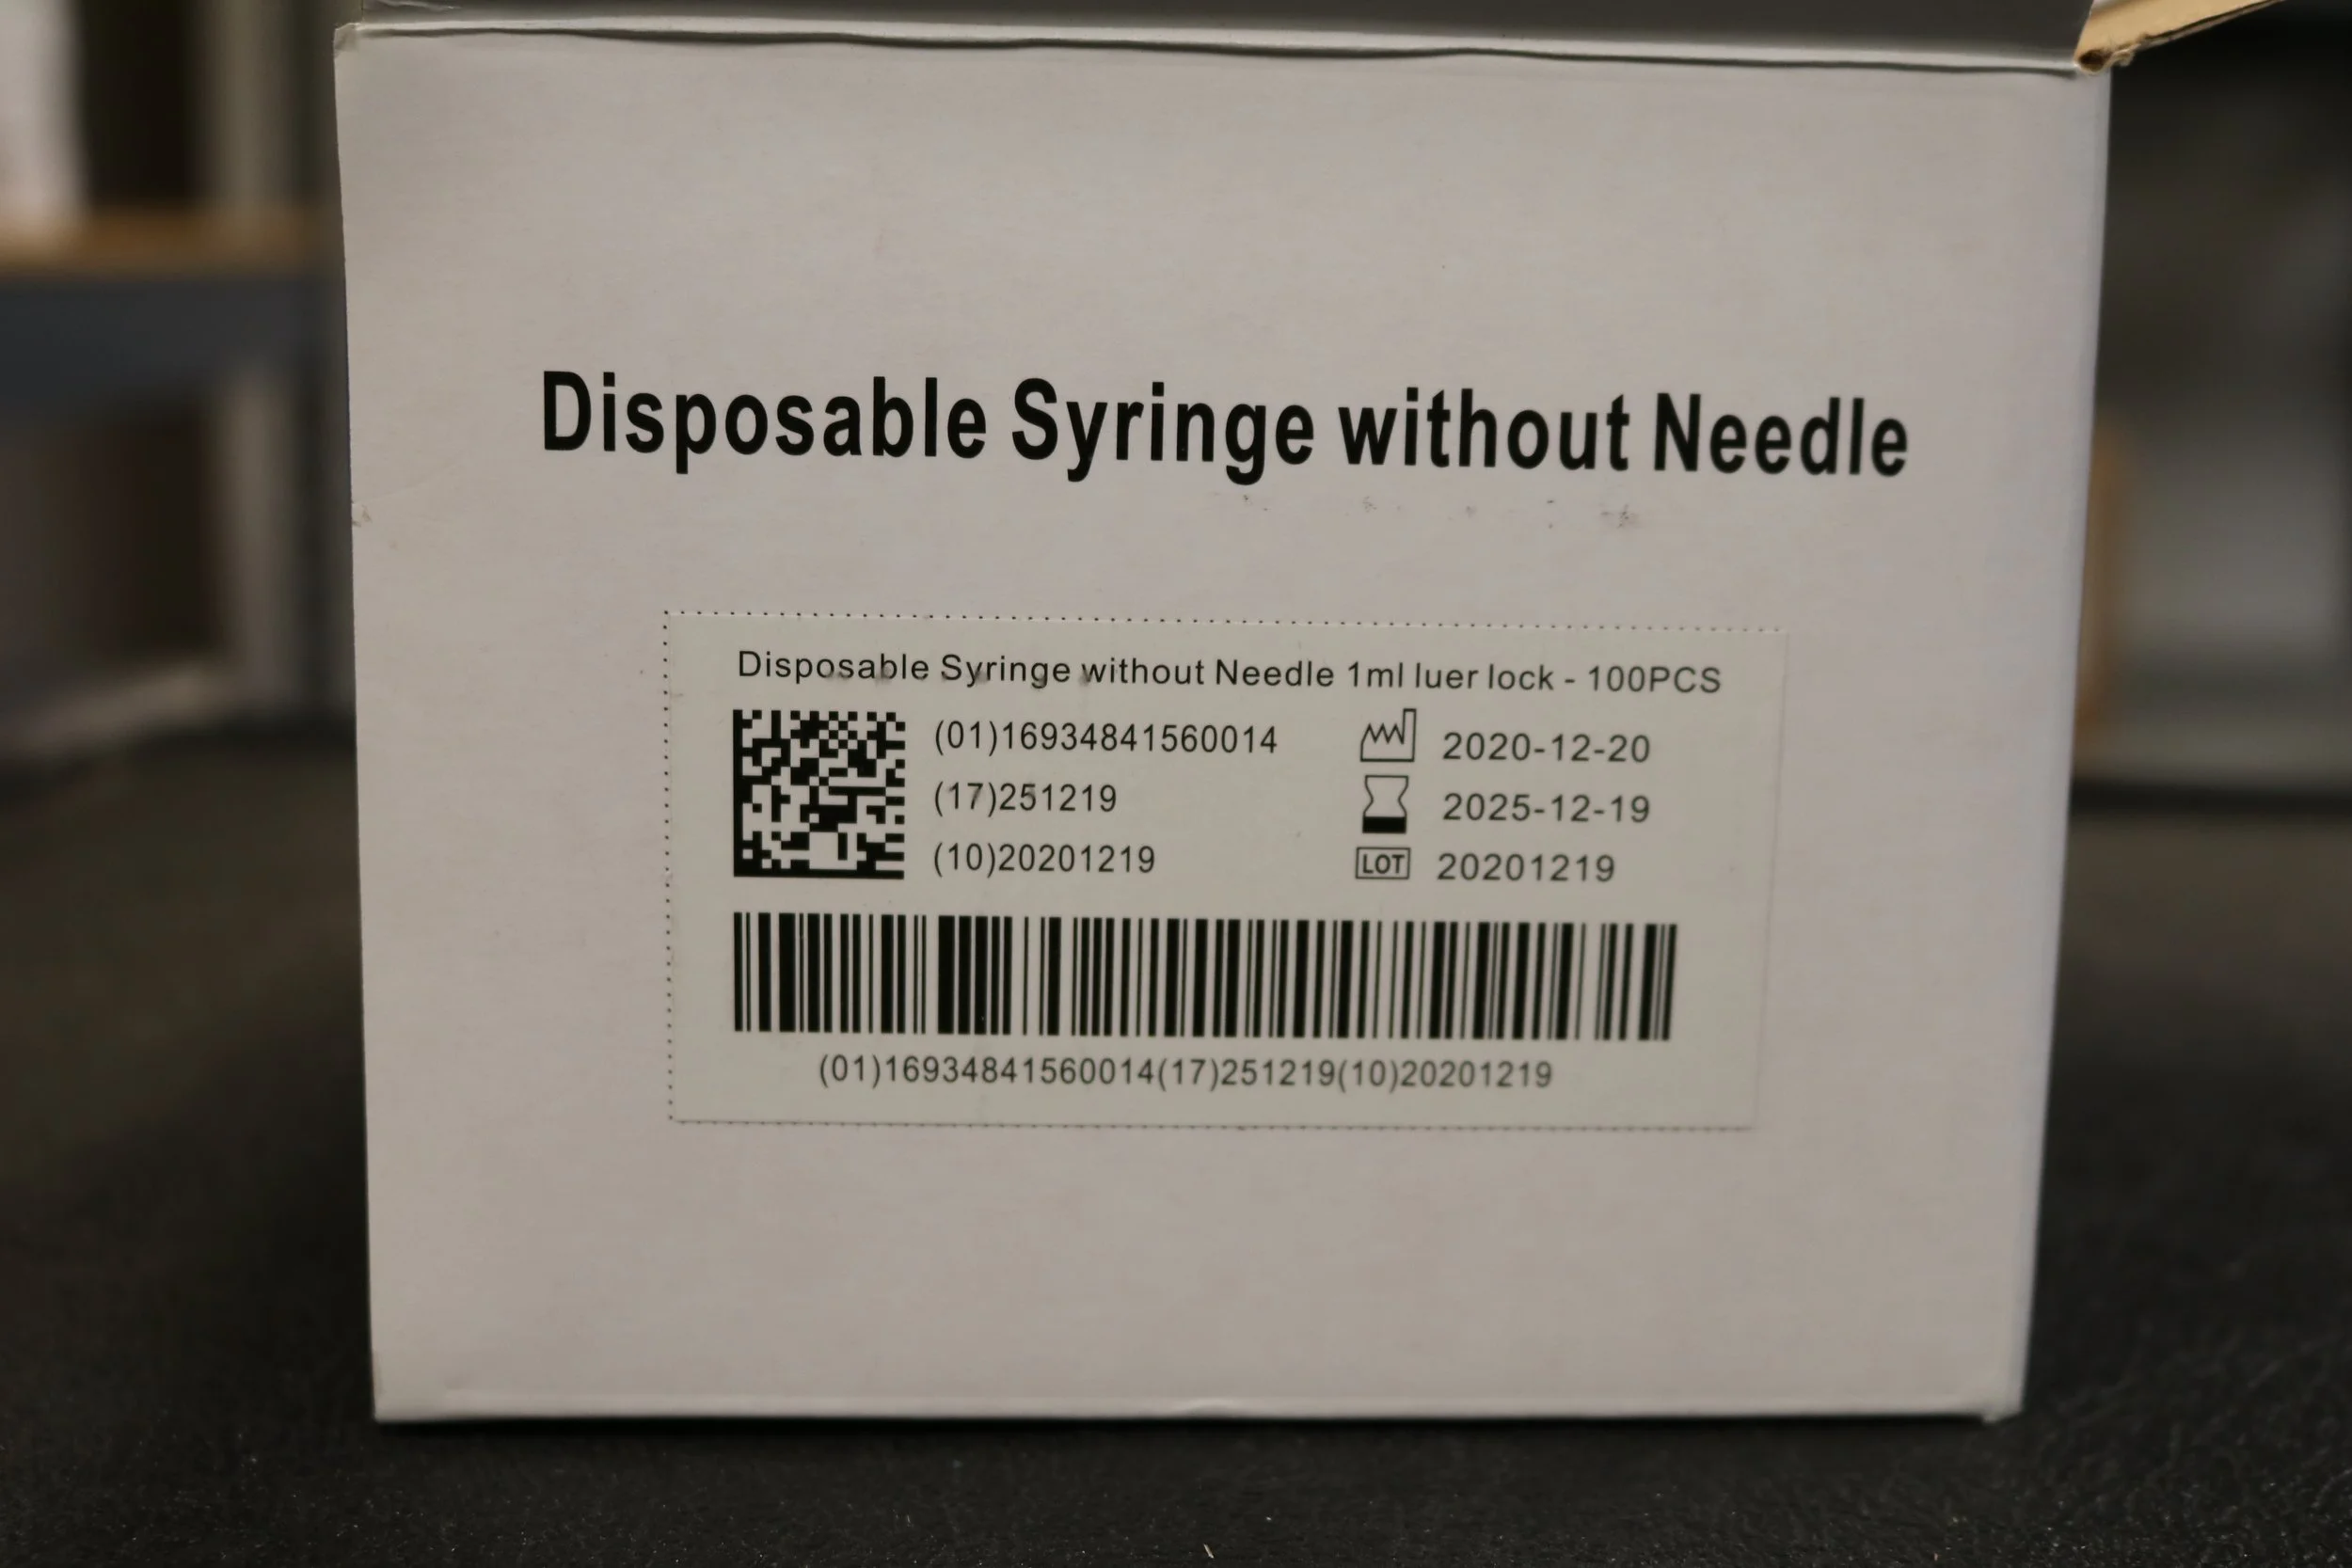 Disposable Syringe without Needle
Disposable Syringe without Needle 1ml luer lock - 100PCS
(01)16934841560014
(17)251219
(10)20201219
2020-12-20
2025-12-19
LOT 20201219
(01)16934841560014(17)251219(10)20201219